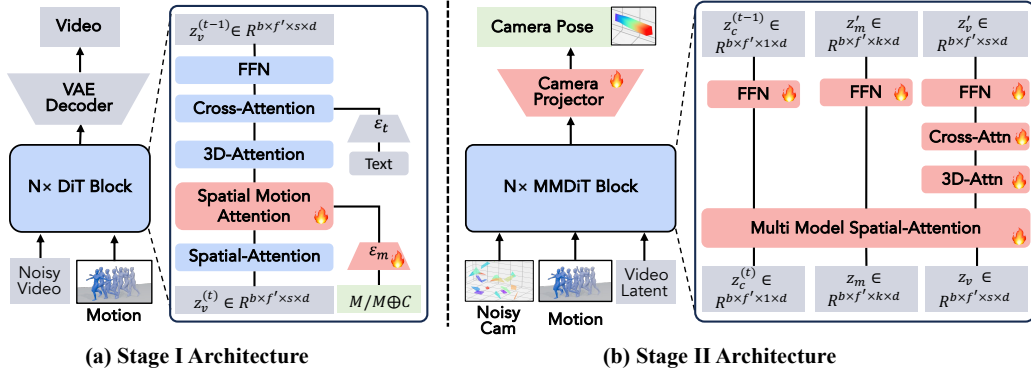 Video
VAE
Decoder
N× DiT Block
Noisy
Video
Motion
z_v^{(t-1)} ∈ R^{b×f'×s×d}
FFN
Cross-Attention
3D-Attention
Spatial Motion
Attention
Spatial-Attention
z_v^{(t)} ∈ R^{b×f'×s×d}
ε_t
Text
ε_m
M/M⊕C
(a) Stage I Architecture
Camera Pose
Camera
Projector
N× MMDiT Block
Noisy
Cam
Motion
Video
Latent
z_c^{(t-1)} ∈
R^{b×f'×1×d}
z'_m ∈
R^{b×f'×k×d}
z'_v ∈
R^{b×f'×s×d}
FFN
FFN
FFN
Cross-Attn
3D-Attn
Multi Model Spatial-Attention
z_c^{(t)} ∈
R^{b×f'×1×d}
z_m ∈
R^{b×f'×k×d}
z_v ∈
R^{b×f'×s×d}
(b) Stage II Architecture